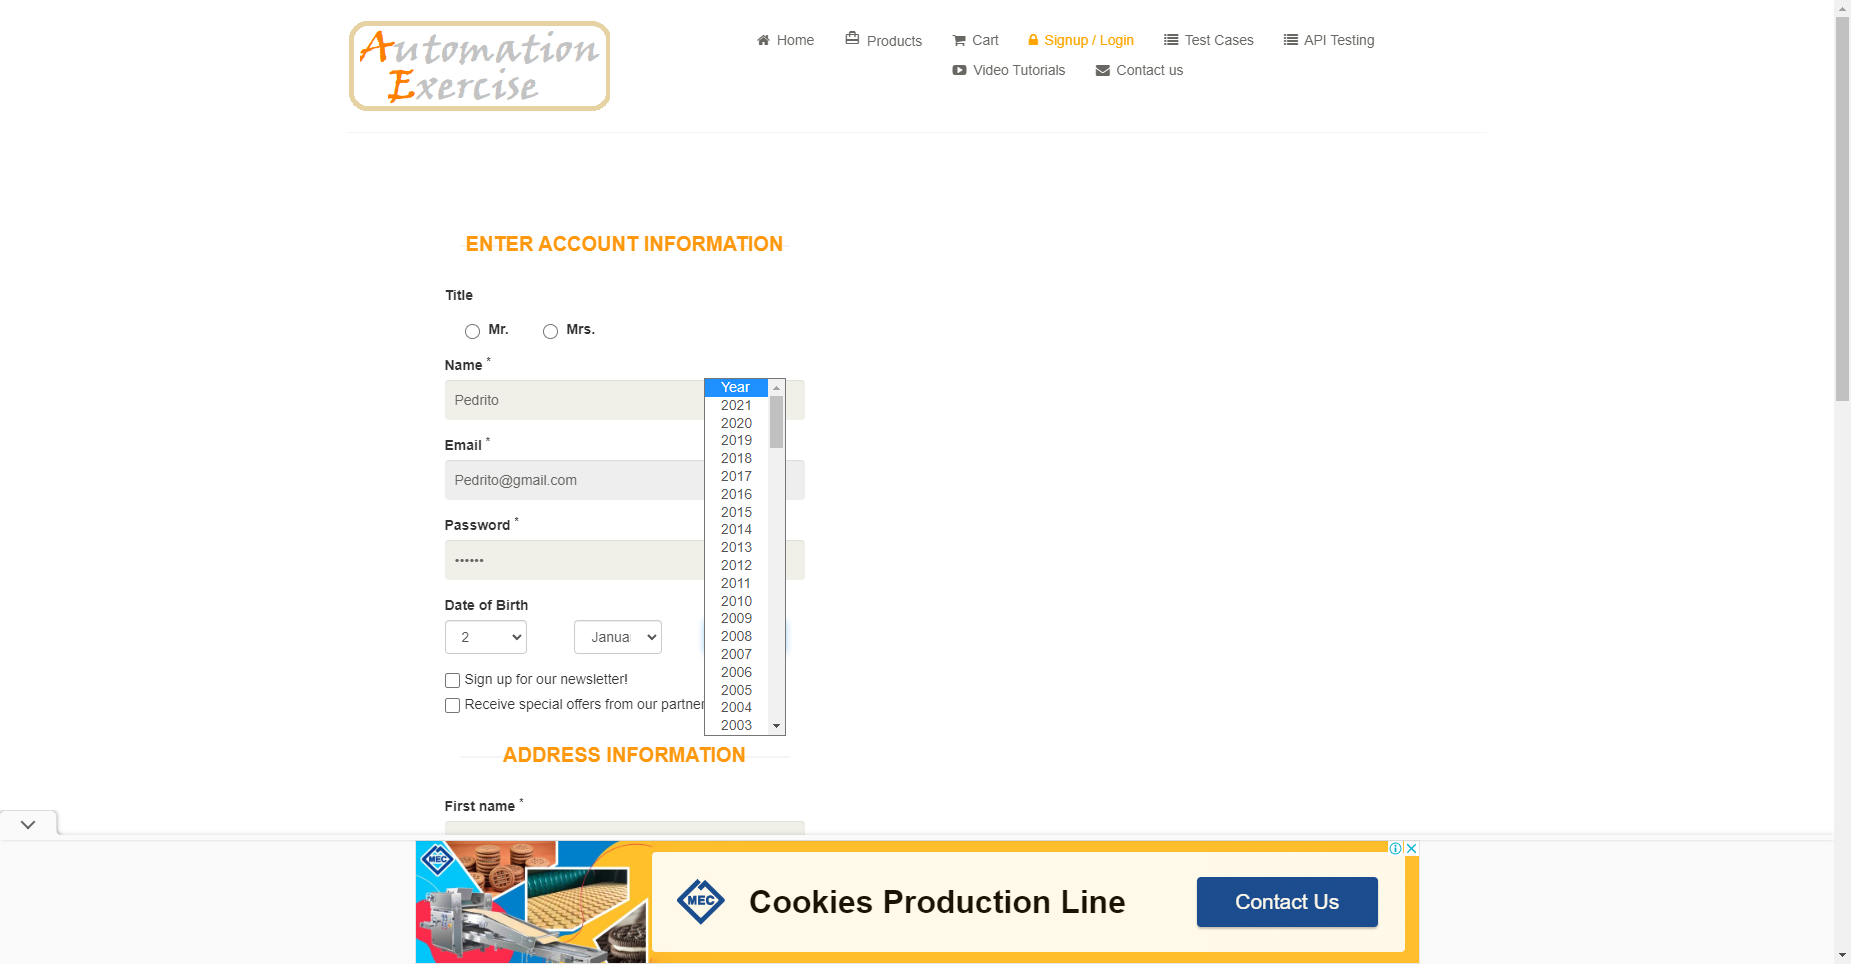 Automation
Exercise
Home
Products
Cart
Signup / Login
Test Cases
API Testing
Video Tutorials
Contact us
ENTER ACCOUNT INFORMATION
Title
Mr.
Mrs.
Name *
Pedrito
Email *
Pedrito@gmail.com
Password *
••••••
Date of Birth
2
Janua
Year
2021
2020
2019
2018
2017
2016
2015
2014
2013
2012
2011
2010
2009
2008
2007
2006
2005
2004
2003
Sign up for our newsletter!
Receive special offers from our partner
ADDRESS INFORMATION
First name *
MEC
MEC
Cookies Production Line
Contact Us